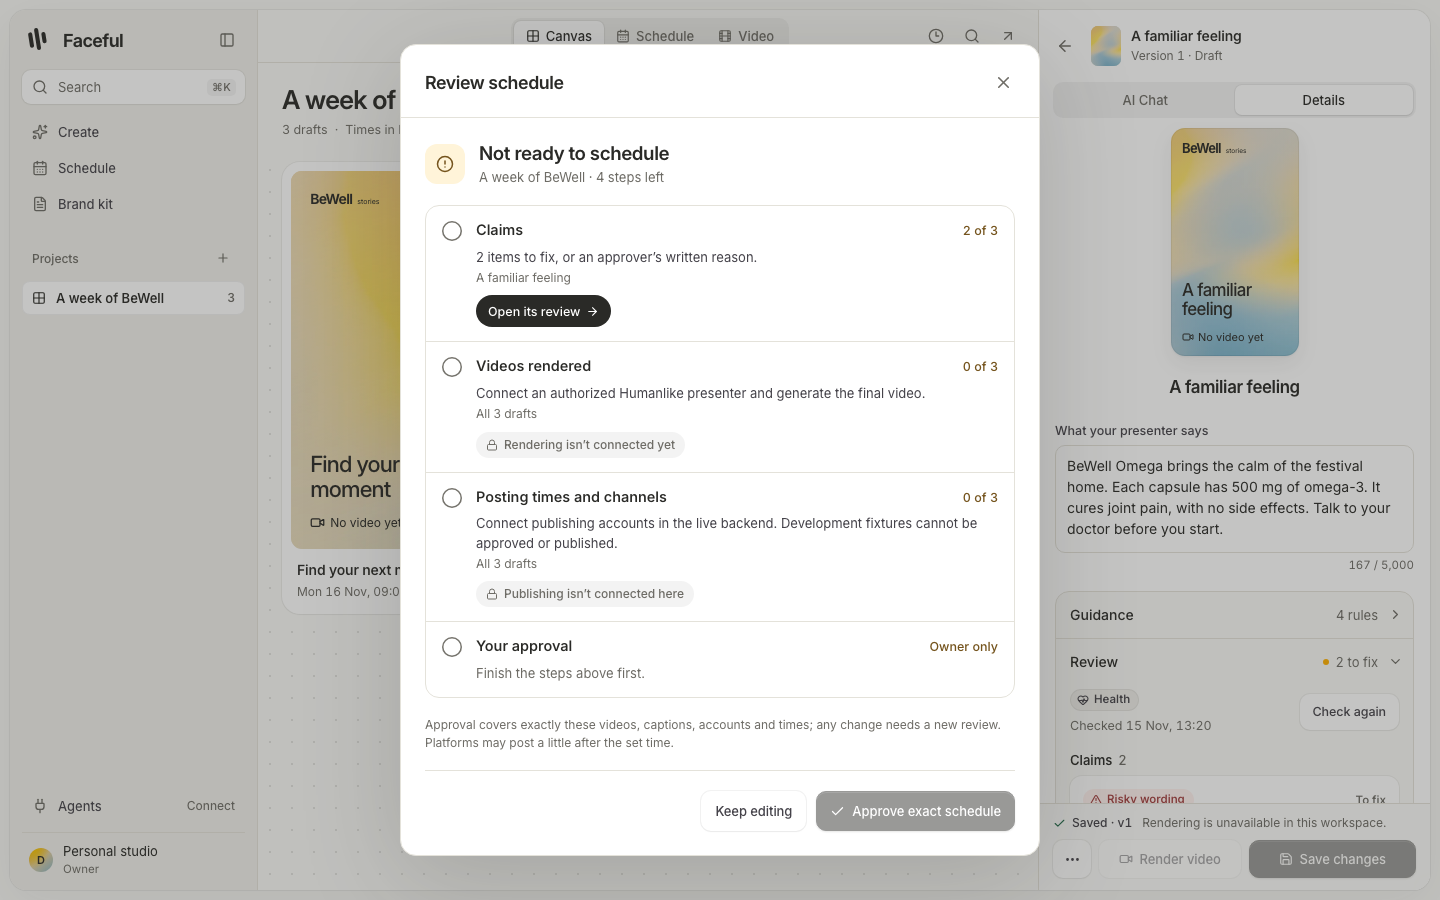 Faceful
Search
⌘K
Create
Schedule
Brand kit
Projects
A week of BeWell
3
Agents
Connect
D
Personal studio
Owner
Canvas
Schedule
Video
A week of
3 drafts · Times in
BeWell stories
Find your
moment
No video yet
Find your next
Mon 16 Nov, 09:0
Review schedule
Not ready to schedule
A week of BeWell · 4 steps left
Claims
2 of 3
2 items to fix, or an approver’s written reason.
A familiar feeling
Open its review
Videos rendered
0 of 3
Connect an authorized Humanlike presenter and generate the final video.
All 3 drafts
Rendering isn’t connected yet
Posting times and channels
0 of 3
Connect publishing accounts in the live backend. Development fixtures cannot be
approved or published.
All 3 drafts
Publishing isn’t connected here
Your approval
Owner only
Finish the steps above first.
Approval covers exactly these videos, captions, accounts and times; any change needs a new review.
Platforms may post a little after the set time.
Keep editing
Approve exact schedule
A familiar feeling
Version 1 · Draft
AI Chat
Details
BeWell stories
A familiar
feeling
No video yet
A familiar feeling
What your presenter says
BeWell Omega brings the calm of the festival
home. Each capsule has 500 mg of omega-3. It
cures joint pain, with no side effects. Talk to your
doctor before you start.
167 / 5,000
Guidance
4 rules
Review
2 to fix
Health
Checked 15 Nov, 13:20
Check again
Claims 2
Risky wording
To fix
Saved · v1 Rendering is unavailable in this workspace.
Render video
Save changes